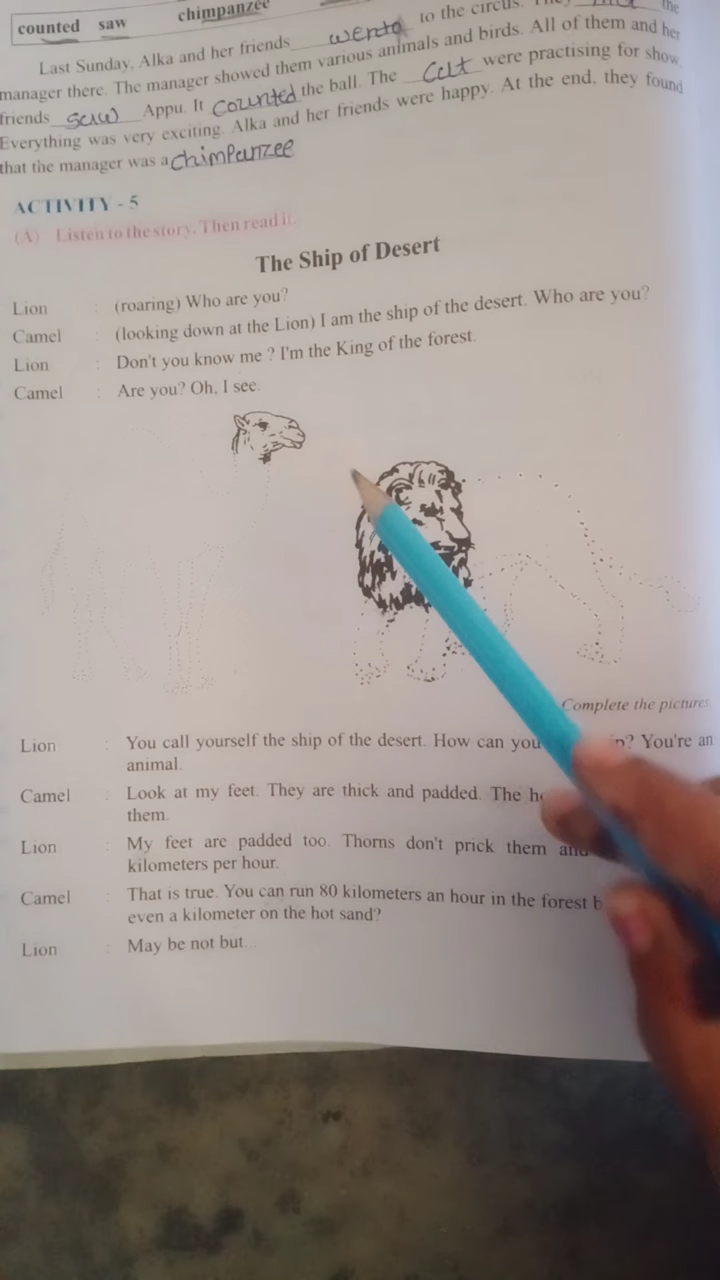 counted saw chimpanzee
Last Sunday, Alka and her friends wento to the circus. the
manager there. The manager showed them various animals and birds. All of them and her
friends saw Appu. It counted the ball. The were practising for show.
Everything was very exciting. Alka and her friends were happy. At the end, they found
that the manager was a chimpanzee
ACTIVITY - 5
(A) Listen to the story. Then read it.
The Ship of Desert
Lion : (roaring) Who are you?
Camel : (looking down at the Lion) I am the ship of the desert. Who are you?
Lion : Don't you know me ? I'm the King of the forest.
Camel : Are you? Oh, I see.
Complete the pictures
Lion : You call yourself the ship of the desert. How can you ? You're an
animal.
Camel : Look at my feet. They are thick and padded. The
them.
Lion : My feet are padded too. Thorns don't prick them and
kilometers per hour.
Camel : That is true. You can run 80 kilometers an hour in the forest
even a kilometer on the hot sand?
Lion : May be not but...